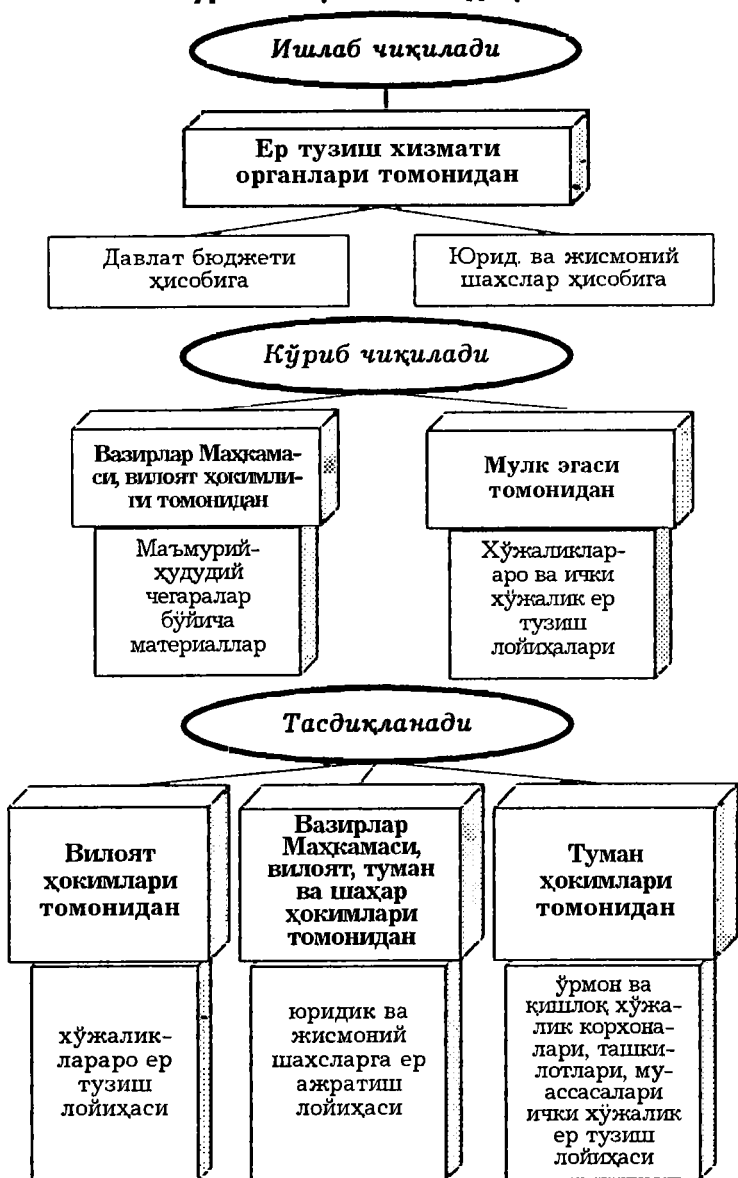 Ишлаб чиқилади
Ер тузиш хизмати
органлари томонидан
Давлат бюджети
ҳисобига
Юрид. ва жисмоний
шахслар ҳисобига
Кўриб чиқилади
Вазирлар Маҳкама-
си, вилоят ҳокимли-
ги томонидан
Мулк эгаси
томонидан
Маъмурий-
ҳудудий
чегаралар
бўйича
материаллар
Хўжаликлар-
аро ва ички
хўжалик ер
тузиш
лойиҳалари
Тасдиқланади
Вилоят
ҳокимлари
томонидан
Вазирлар
Маҳкамаси,
вилоят, туман
ва шаҳар
ҳокимлари
томонидан
Туман
ҳокимлари
томонидан
хўжалик-
лараро ер
тузиш
лойиҳаси
юридик ва
жисмоний
шахсларга ер
ажратиш
лойиҳаси
ўрмон ва
қишлоқ хўжа-
лик корхона-
лари, ташки-
лотлари, му-
ассасалари
ички хўжалик
ер тузиш
лойиҳаси